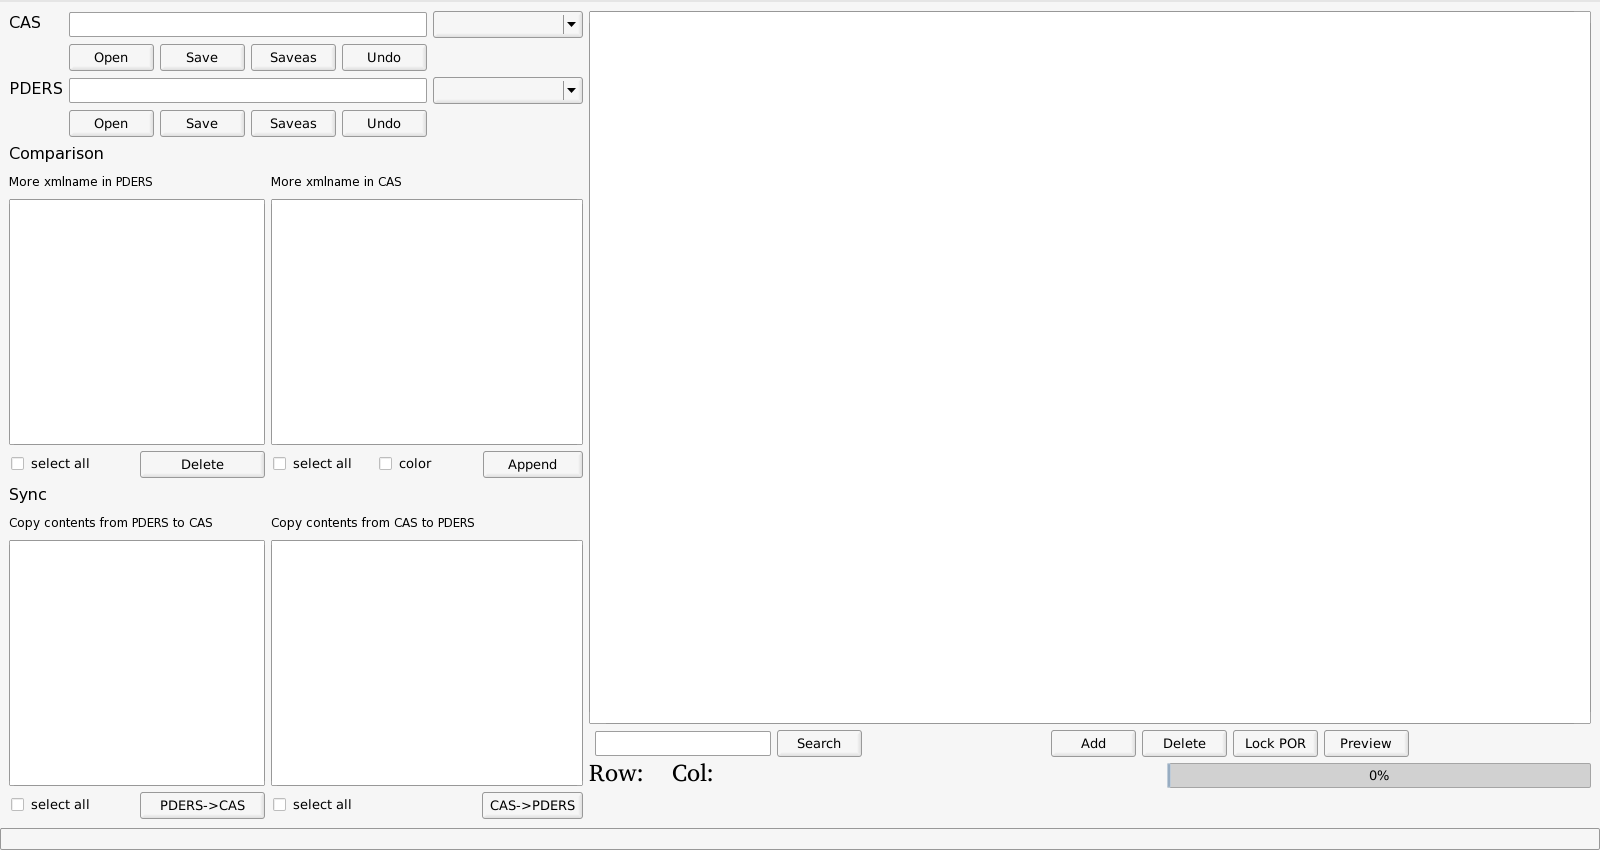 CAS
Open Save Saveas Undo
PDERS
Open Save Saveas Undo
Comparison
More xmlname in PDERS More xmlname in CAS
select all Delete select all color Append
Sync
Copy contents from PDERS to CAS Copy contents from CAS to PDERS
select all PDERS->CAS select all CAS->PDERS
Search Add Delete Lock POR Preview
Row: Col: 0%